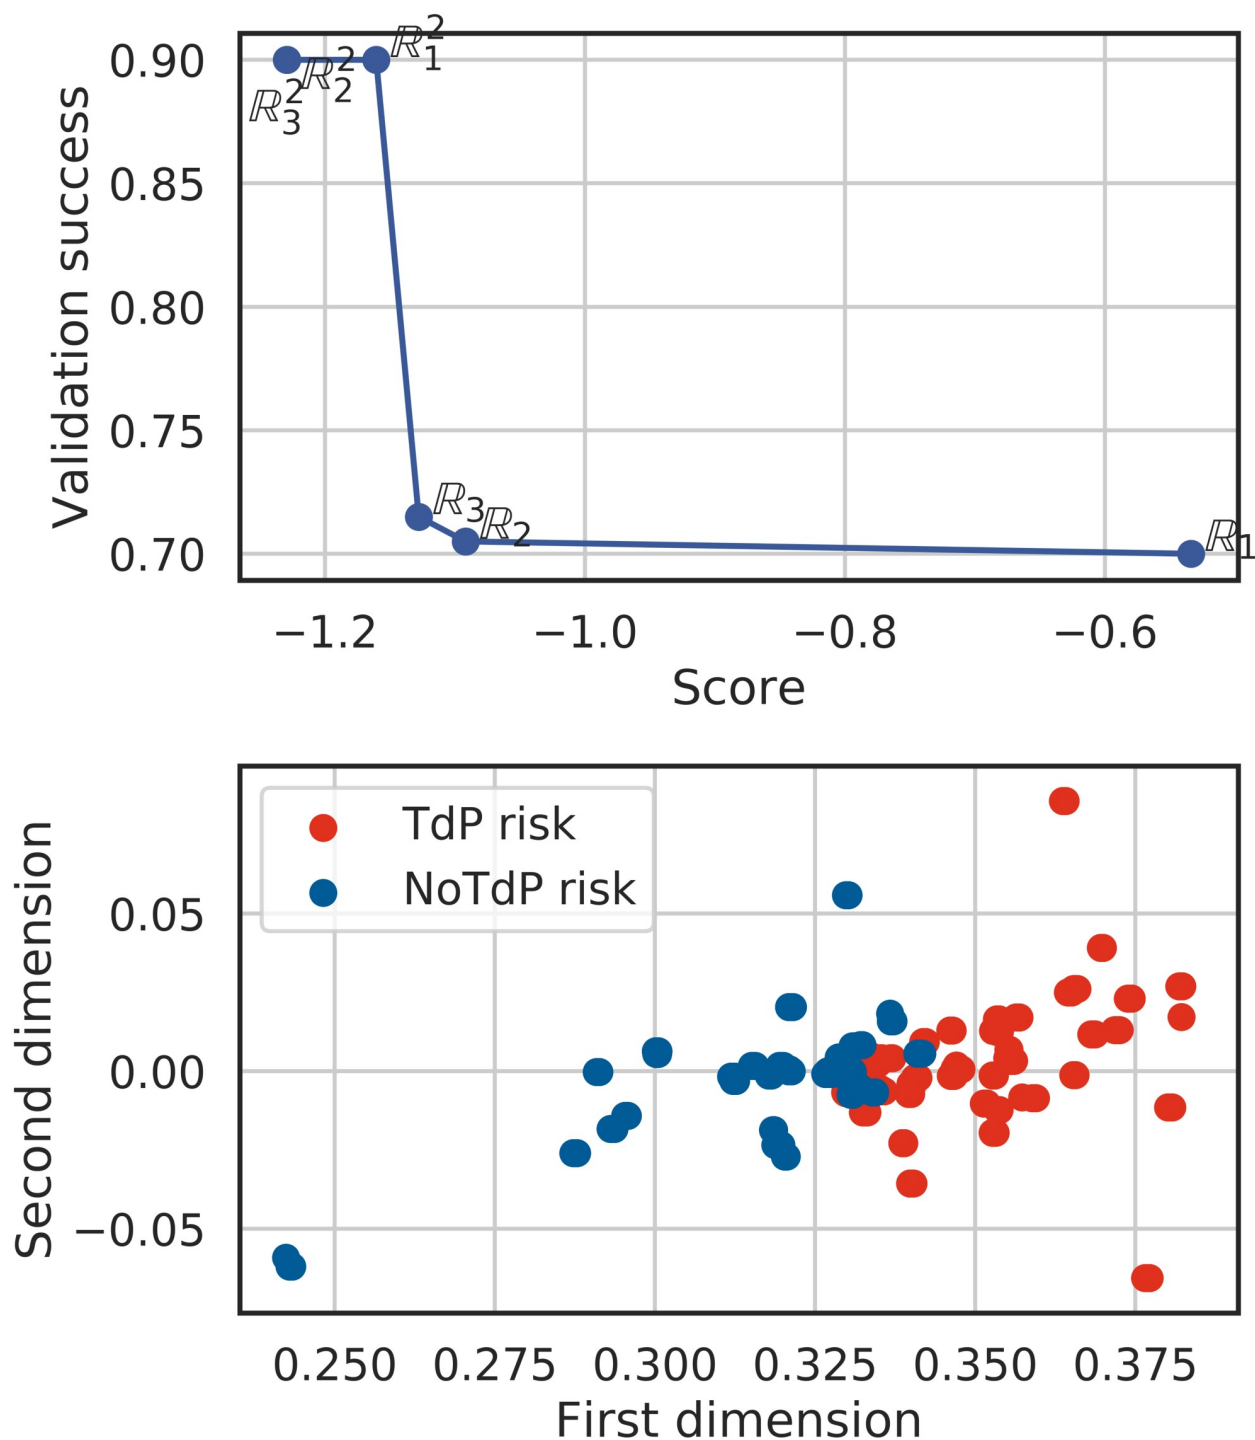 0.90
0.85
0.80
0.75
0.70
Validation success
ℝ₃²
ℝ₂²
ℝ₁²
ℝ₃
ℝ₂
ℝ₁
−1.2 −1.0 −0.8 −0.6
Score
TdP risk
NoTdP risk
0.05
0.00
−0.05
Second dimension
0.250 0.275 0.300 0.325 0.350 0.375
First dimension